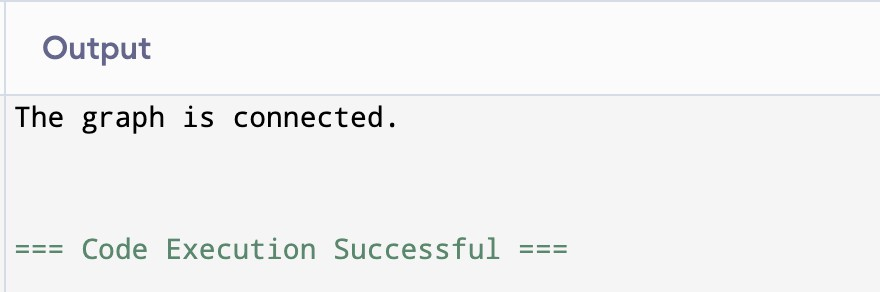 Output
The graph is connected.
=== Code Execution Successful ===